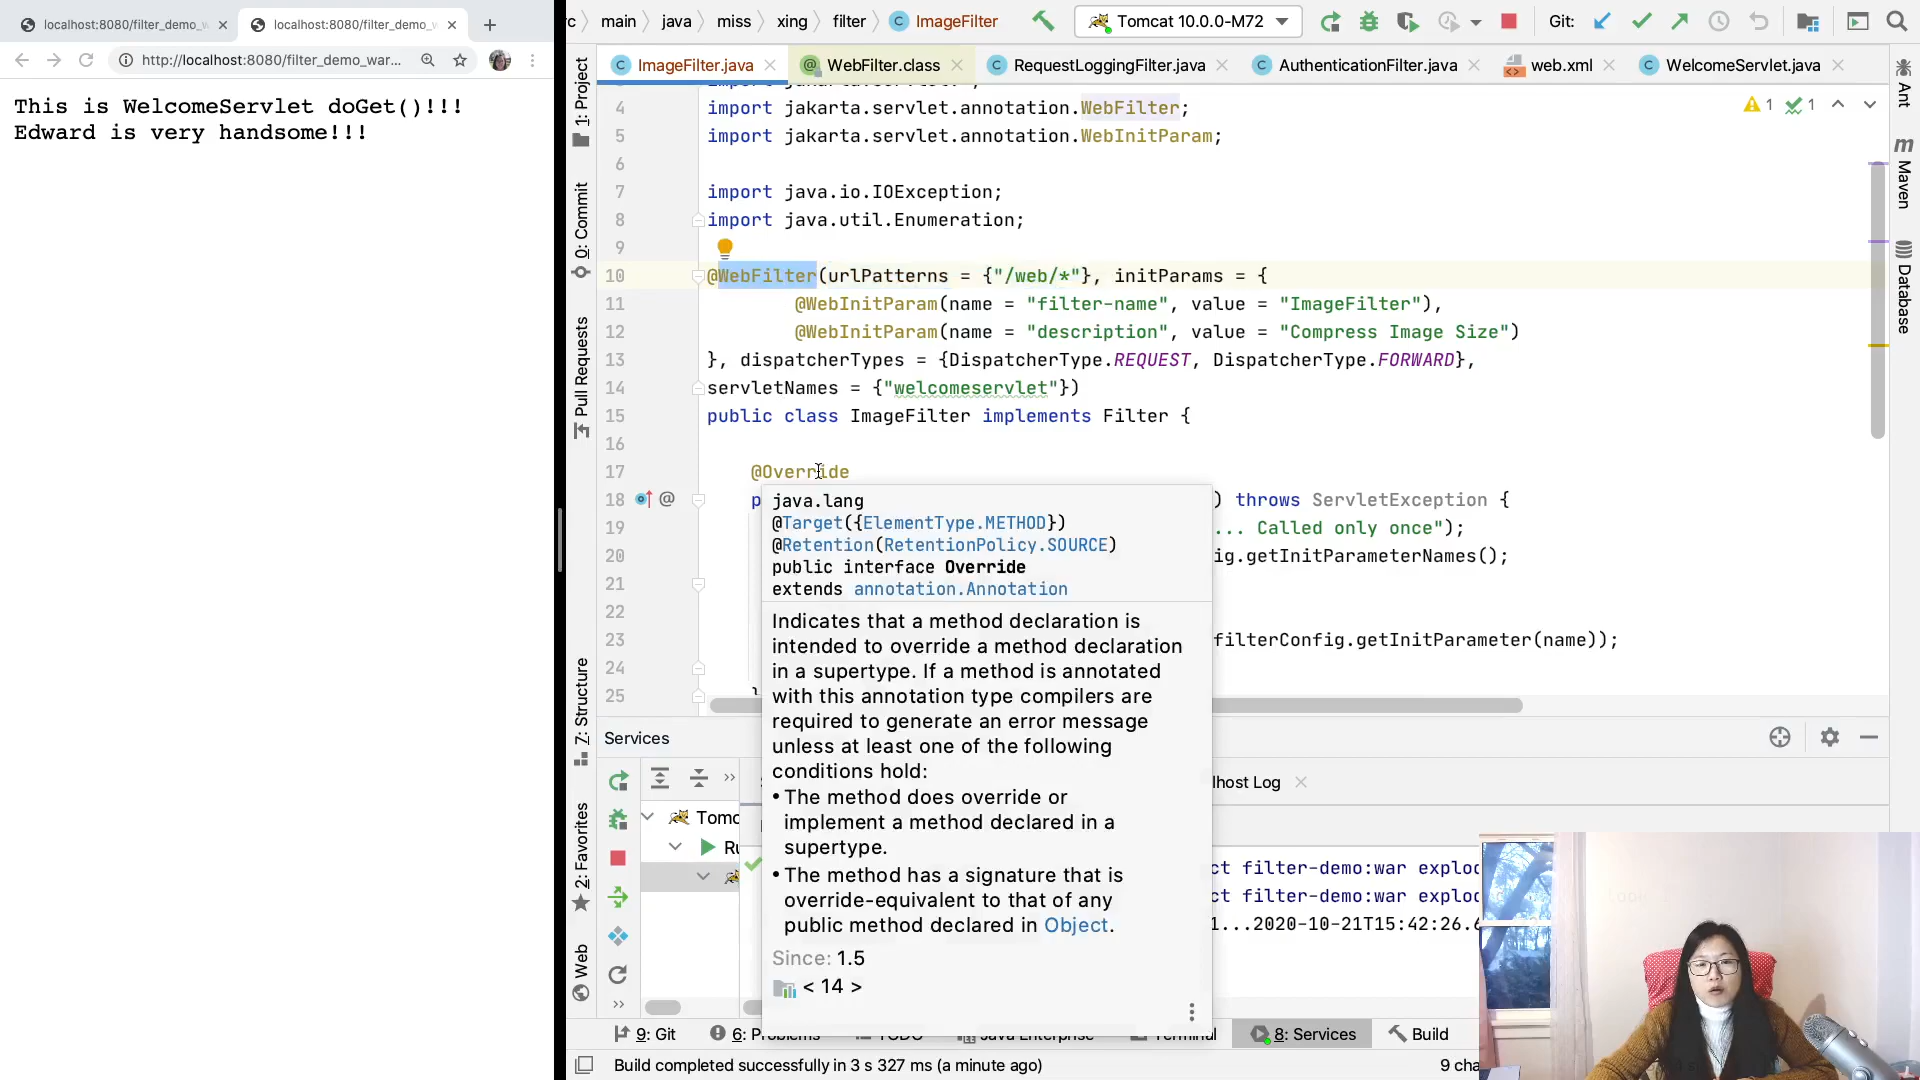 localhost:8080/filter_demo_w
localhost:8080/filter_demo_
http://localhost:8080/filter_demo_war...
This is WelcomeServlet doGet()!!!
Edward is very handsome!!!
main
java
miss
xing
filter
ImageFilter
Tomcat 10.0.0-M72
Git:
ImageFilter.java
WebFilter.class
RequestLoggingFilter.java
AuthenticationFilter.java
web.xml
WelcomeServlet.java
1: Project
0: Commit
Pull Requests
7: Structure
2: Favorites
Web
Ant
Maven
Database
1
1
4 import jakarta.servlet.annotation.WebFilter;
5 import jakarta.servlet.annotation.WebInitParam;
6
7 import java.io.IOException;
8 import java.util.Enumeration;
9
10 @WebFilter(urlPatterns = {"/web/*"}, initParams = {
11 @WebInitParam(name = "filter-name", value = "ImageFilter"),
12 @WebInitParam(name = "description", value = "Compress Image Size")
13 }, dispatcherTypes = {DispatcherType.REQUEST, DispatcherType.FORWARD},
14 servletNames = {"welcomeservlet"})
15 public class ImageFilter implements Filter {
16
17 @Override
18 ) throws ServletException {
19 ... Called only once");
20 ig.getInitParameterNames();
21
22
23 filterConfig.getInitParameter(name));
24
25 }
java.lang
@Target({ElementType.METHOD})
@Retention(RetentionPolicy.SOURCE)
public interface Override
extends annotation.Annotation
Indicates that a method declaration is
intended to override a method declaration
in a supertype. If a method is annotated
with this annotation type compilers are
required to generate an error message
unless at least one of the following
conditions hold:
• The method does override or
implement a method declared in a
supertype.
• The method has a signature that is
override-equivalent to that of any
public method declared in Object.
Since: 1.5
< 14 >
Services
lhost Log
Tomc
Ru
ct filter-demo:war explo
ct filter-demo:war explo
1...2020-10-21T15:42:26.6
9: Git
6: Problems
TODO
Java Enterprise
Terminal
8: Services
Build
Build completed successfully in 3 s 327 ms (a minute ago)
9 cha